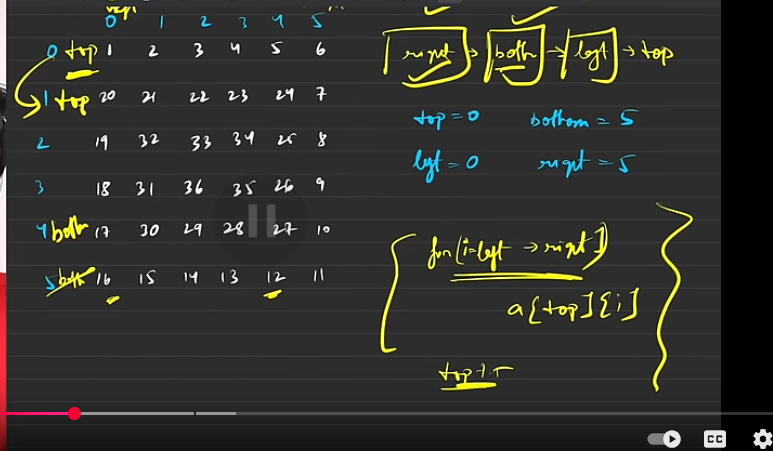 0 1 2 3 4 5
0 top 1 2 3 4 5 6
1 top 20 21 22 23 24 7
2 19 32 33 34 25 8
3 18 31 36 35 26 9
4 bottom 17 30 29 28 27 10
5 16 15 14 13 12 11
right → bottom → left → top
top = 0 bottom = 5
left = 0 right = 5
for(i=left → right)
a[top][i]
top++
CC